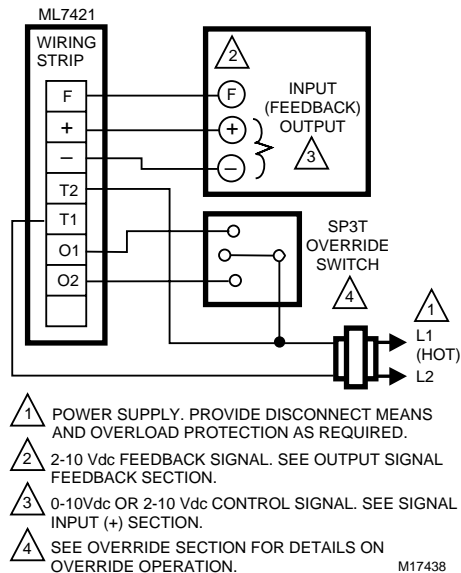 ML7421
WIRING
STRIP
F
+
−
T2
T1
O1
O2
2
F
+
−
INPUT
(FEEDBACK)
OUTPUT
3
SP3T
OVERRIDE
SWITCH
4
1
L1
(HOT)
L2
1 POWER SUPPLY. PROVIDE DISCONNECT MEANS
AND OVERLOAD PROTECTION AS REQUIRED.
2 2-10 Vdc FEEDBACK SIGNAL. SEE OUTPUT SIGNAL
FEEDBACK SECTION.
3 0-10Vdc OR 2-10 Vdc CONTROL SIGNAL. SEE SIGNAL
INPUT (+) SECTION.
4 SEE OVERRIDE SECTION FOR DETAILS ON
OVERRIDE OPERATION.
M17438